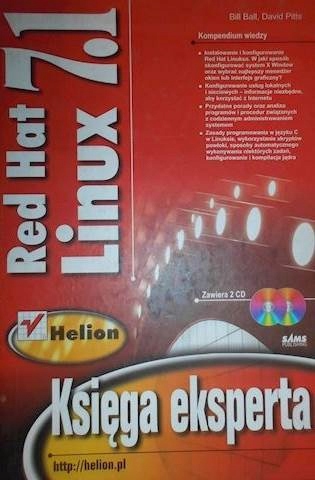 Bill Ball, David Pitts
Kompendium wiedzy
• Instalowanie i konfigurowanie
Red Hat Linuksa. W jaki sposób
skonfigurować system X Window
oraz wybrać najlepszy menedżer
okien lub interfejs graficzny?
• Konfigurowanie usług lokalnych
i sieciowych – informacje niezbędne,
aby korzystać z Internetu
• Przydatne porady oraz analiza
programów i procedur związanych
z codziennym administrowaniem
systemem
• Zasady programowania w języku C
w Linuksie, wykorzystanie skryptów
powłoki, sposoby automatycznego
wykonywania niektórych zadań,
konfigurowanie i kompilacja jądra
Red Hat
Linux 7.1
Zawiera 2 CD
SAMS
PUBLISHING
Helion
Księga eksperta
http://helion.pl